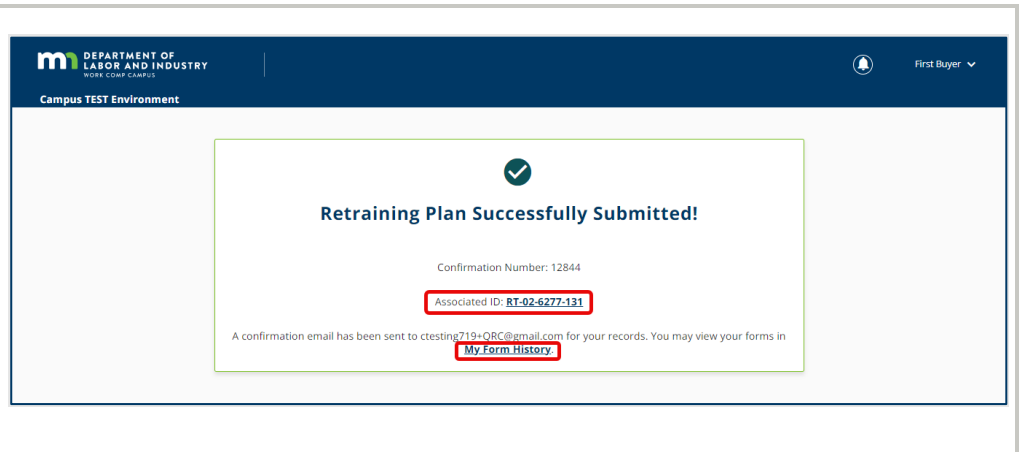 DEPARTMENT OF
LABOR AND INDUSTRY
WORK COMP CAMPUS
First Buyer
Campus TEST Environment
Retraining Plan Successfully Submitted!
Confirmation Number: 12844
Associated ID: RT-02-6277-131
A confirmation email has been sent to ctesting719+QRC@gmail.com for your records. You may view your forms in
My Form History.